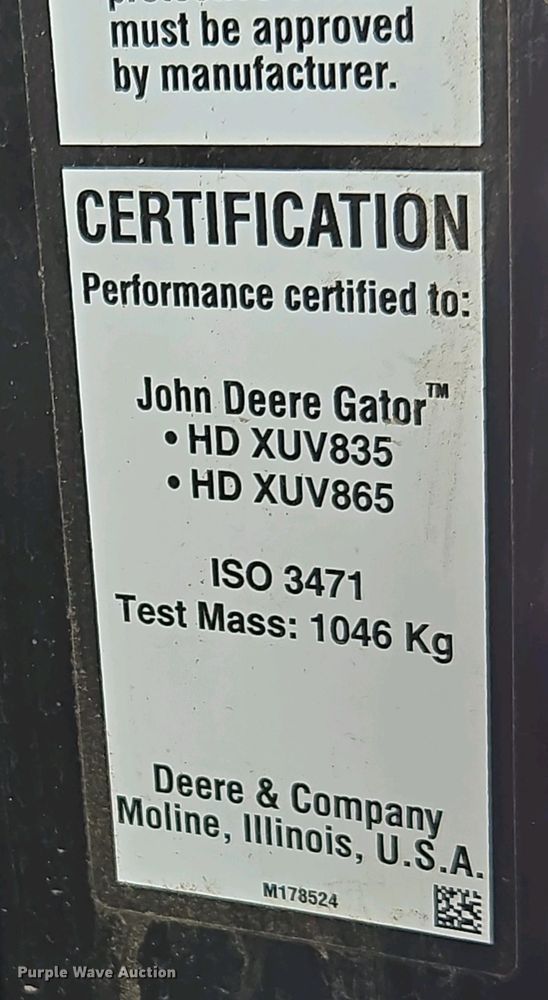 must be approved
by manufacturer.
CERTIFICATION
Performance certified to:
John Deere Gator™
• HD XUV835
• HD XUV865
ISO 3471
Test Mass: 1046 Kg
Deere & Company
Moline, Illinois, U.S.A.
M178524
Purple Wave Auction